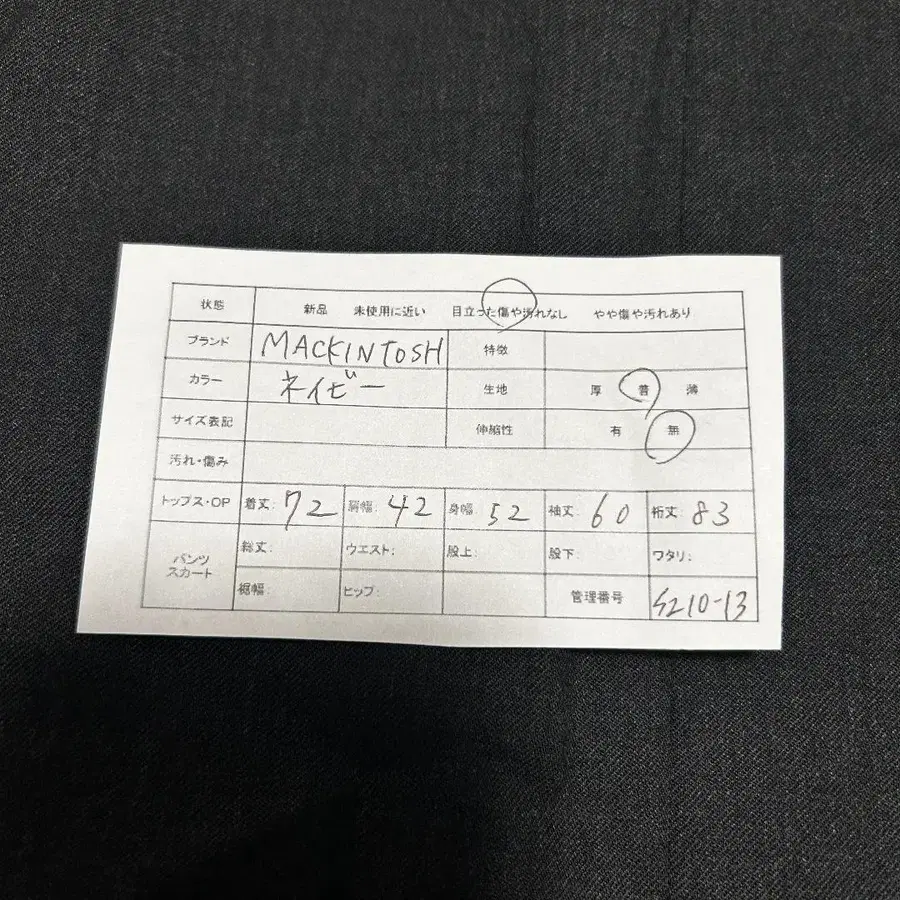 状態 新品 未使用に近い 目立った傷や汚れなし やや傷や汚れあり
ブランド MACKINTOSH 特徴
カラー ネイビー 生地 厚 普 薄
サイズ表記 伸縮性 有 無
汚れ・傷み
トップス・OP 着丈: 72 肩幅: 42 身幅: 52 袖丈: 60 裄丈: 83
パンツ スカート 総丈: ウエスト: 股上: 股下: ワタリ:
裾幅: ヒップ: 管理番号 S210-13